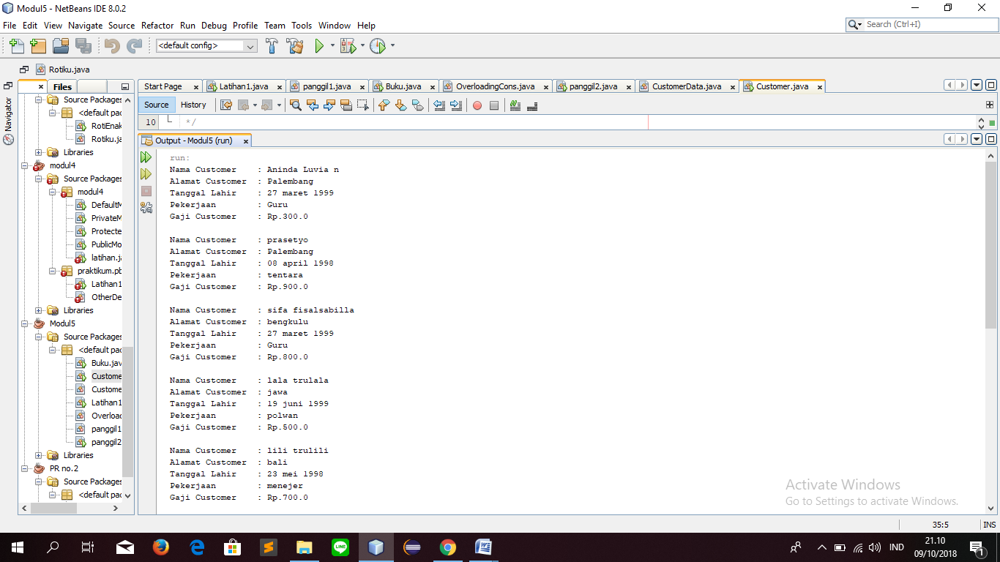 Modul5 - NetBeans IDE 8.0.2
File Edit View Navigate Source Refactor Run Debug Profile Team Tools Window Help
Search (Ctrl+I)
<default config>
Rotiku.java
Navigator
Files
Start Page
Latihan1.java
panggil1.java
Buku.java
OverloadingCons.java
panggil2.java
CustomerData.java
Customer.java
Source History
10 */
Source Packages
<default pac
RotiEnak
Rotiku.ja
Libraries
modul4
Source Packages
modul4
DefaultM
PrivateM
Protecte
PublicMo
latihan.ja
praktikum.pb
Latihan1
OtherDe
Libraries
Modul5
Source Packages
<default pac
Buku.jav
Custome
Custome
Latihan1
Overload
panggil1
panggil2
Libraries
PR no.2
Source Packages
<default pac
Output - Modul5 (run)
run:
Nama Customer : Aninda Luvia n
Alamat Customer : Palembang
Tanggal Lahir : 27 maret 1999
Pekerjaan : Guru
Gaji Customer : Rp.300.0
Nama Customer : prasetyo
Alamat Customer : Palembang
Tanggal Lahir : 08 april 1998
Pekerjaan : tentara
Gaji Customer : Rp.900.0
Nama Customer : sifa fisalsabilla
Alamat Customer : bengkulu
Tanggal Lahir : 27 maret 1999
Pekerjaan : Guru
Gaji Customer : Rp.800.0
Nama Customer : lala trulala
Alamat Customer : jawa
Tanggal Lahir : 19 juni 1999
Pekerjaan : polwan
Gaji Customer : Rp.500.0
Nama Customer : lili trulili
Alamat Customer : bali
Tanggal Lahir : 23 mei 1998
Pekerjaan : menejer
Gaji Customer : Rp.700.0
Activate Windows
Go to Settings to activate Windows.
35:5 INS
IND
21.10
09/10/2018
1